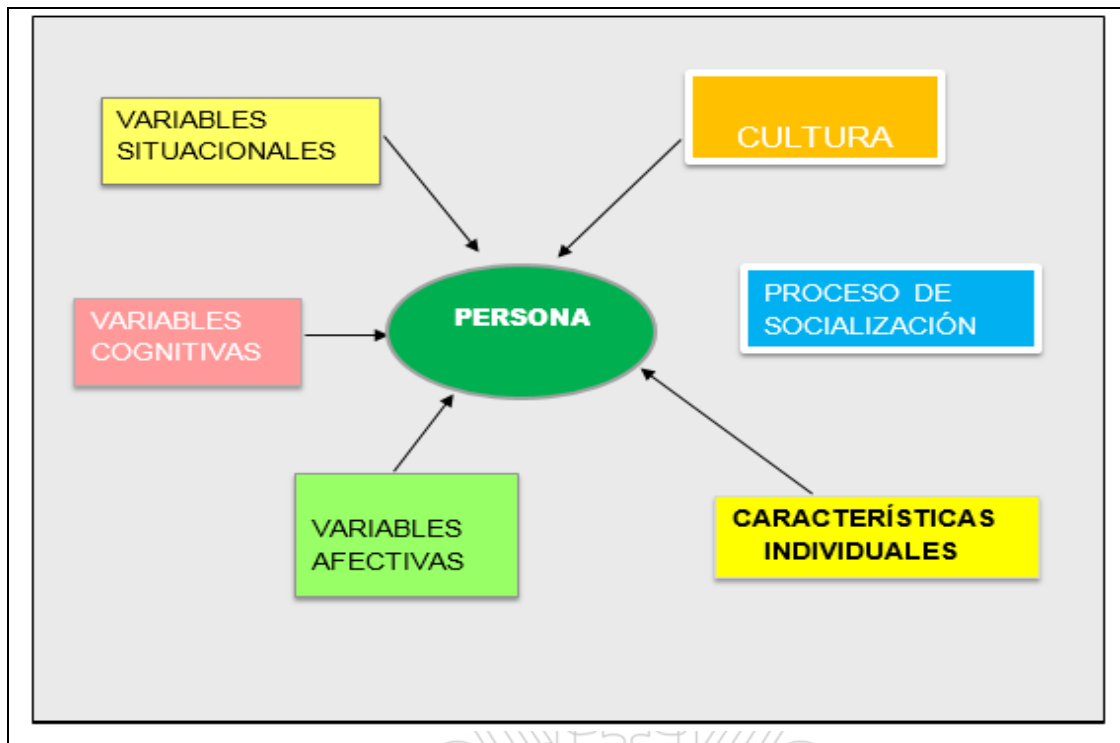 VARIABLES
SITUACIONALES
CULTURA
PERSONA
PROCESO DE
SOCIALIZACIÓN
VARIABLES
COGNITIVAS
VARIABLES
AFECTIVAS
CARACTERÍSTICAS
INDIVIDUALES